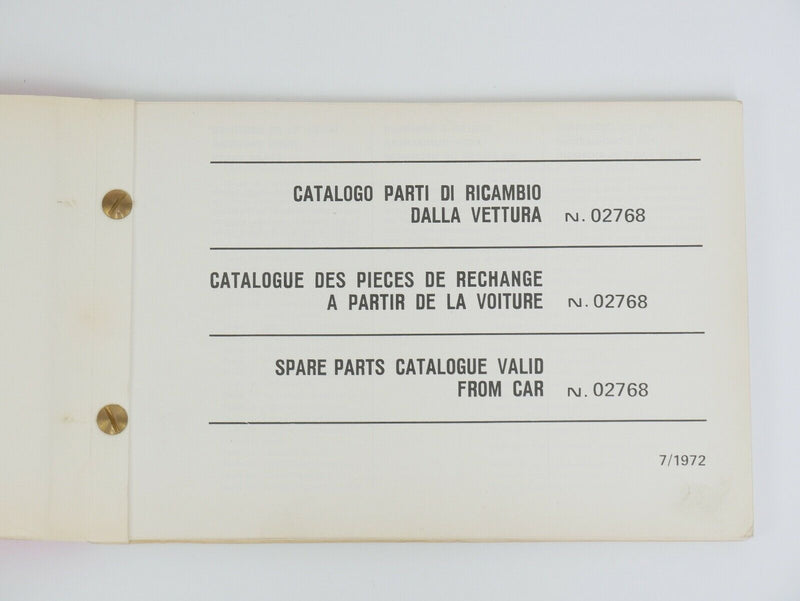 CATALOGO PARTI DI RICAMBIO
DALLA VETTURA N. 02768
CATALOGUE DES PIECES DE RECHANGE
A PARTIR DE LA VOITURE N. 02768
SPARE PARTS CATALOGUE VALID
FROM CAR N. 02768
7/1972